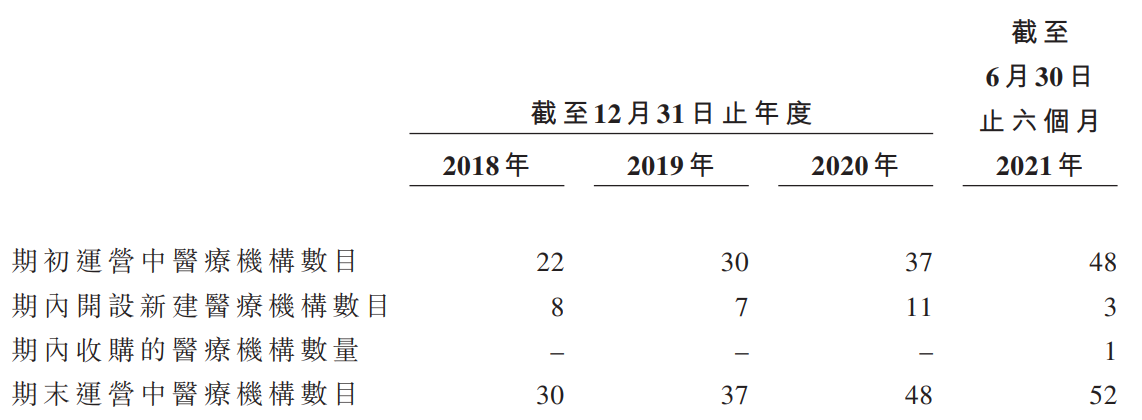 截至
6月30日
截至12月31日止年度 止六個月
2018年 2019年 2020年 2021年
期初運營中醫療機構數目 22 30 37 48
期內開設新建醫療機構數目 8 7 11 3
期內收購的醫療機構數量 – – – 1
期末運營中醫療機構數目 30 37 48 52